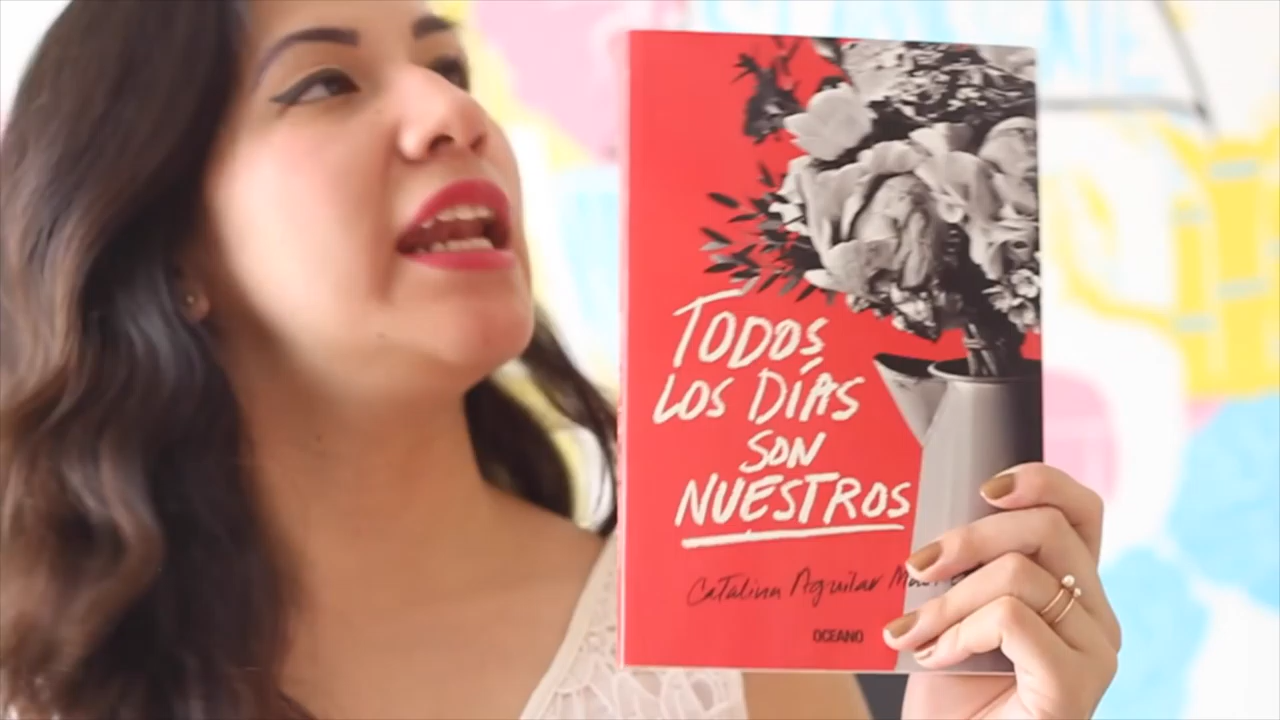 TODOS
LOS DÍAS
SON
NUESTROS
Catalina Aguilar
OCEANO